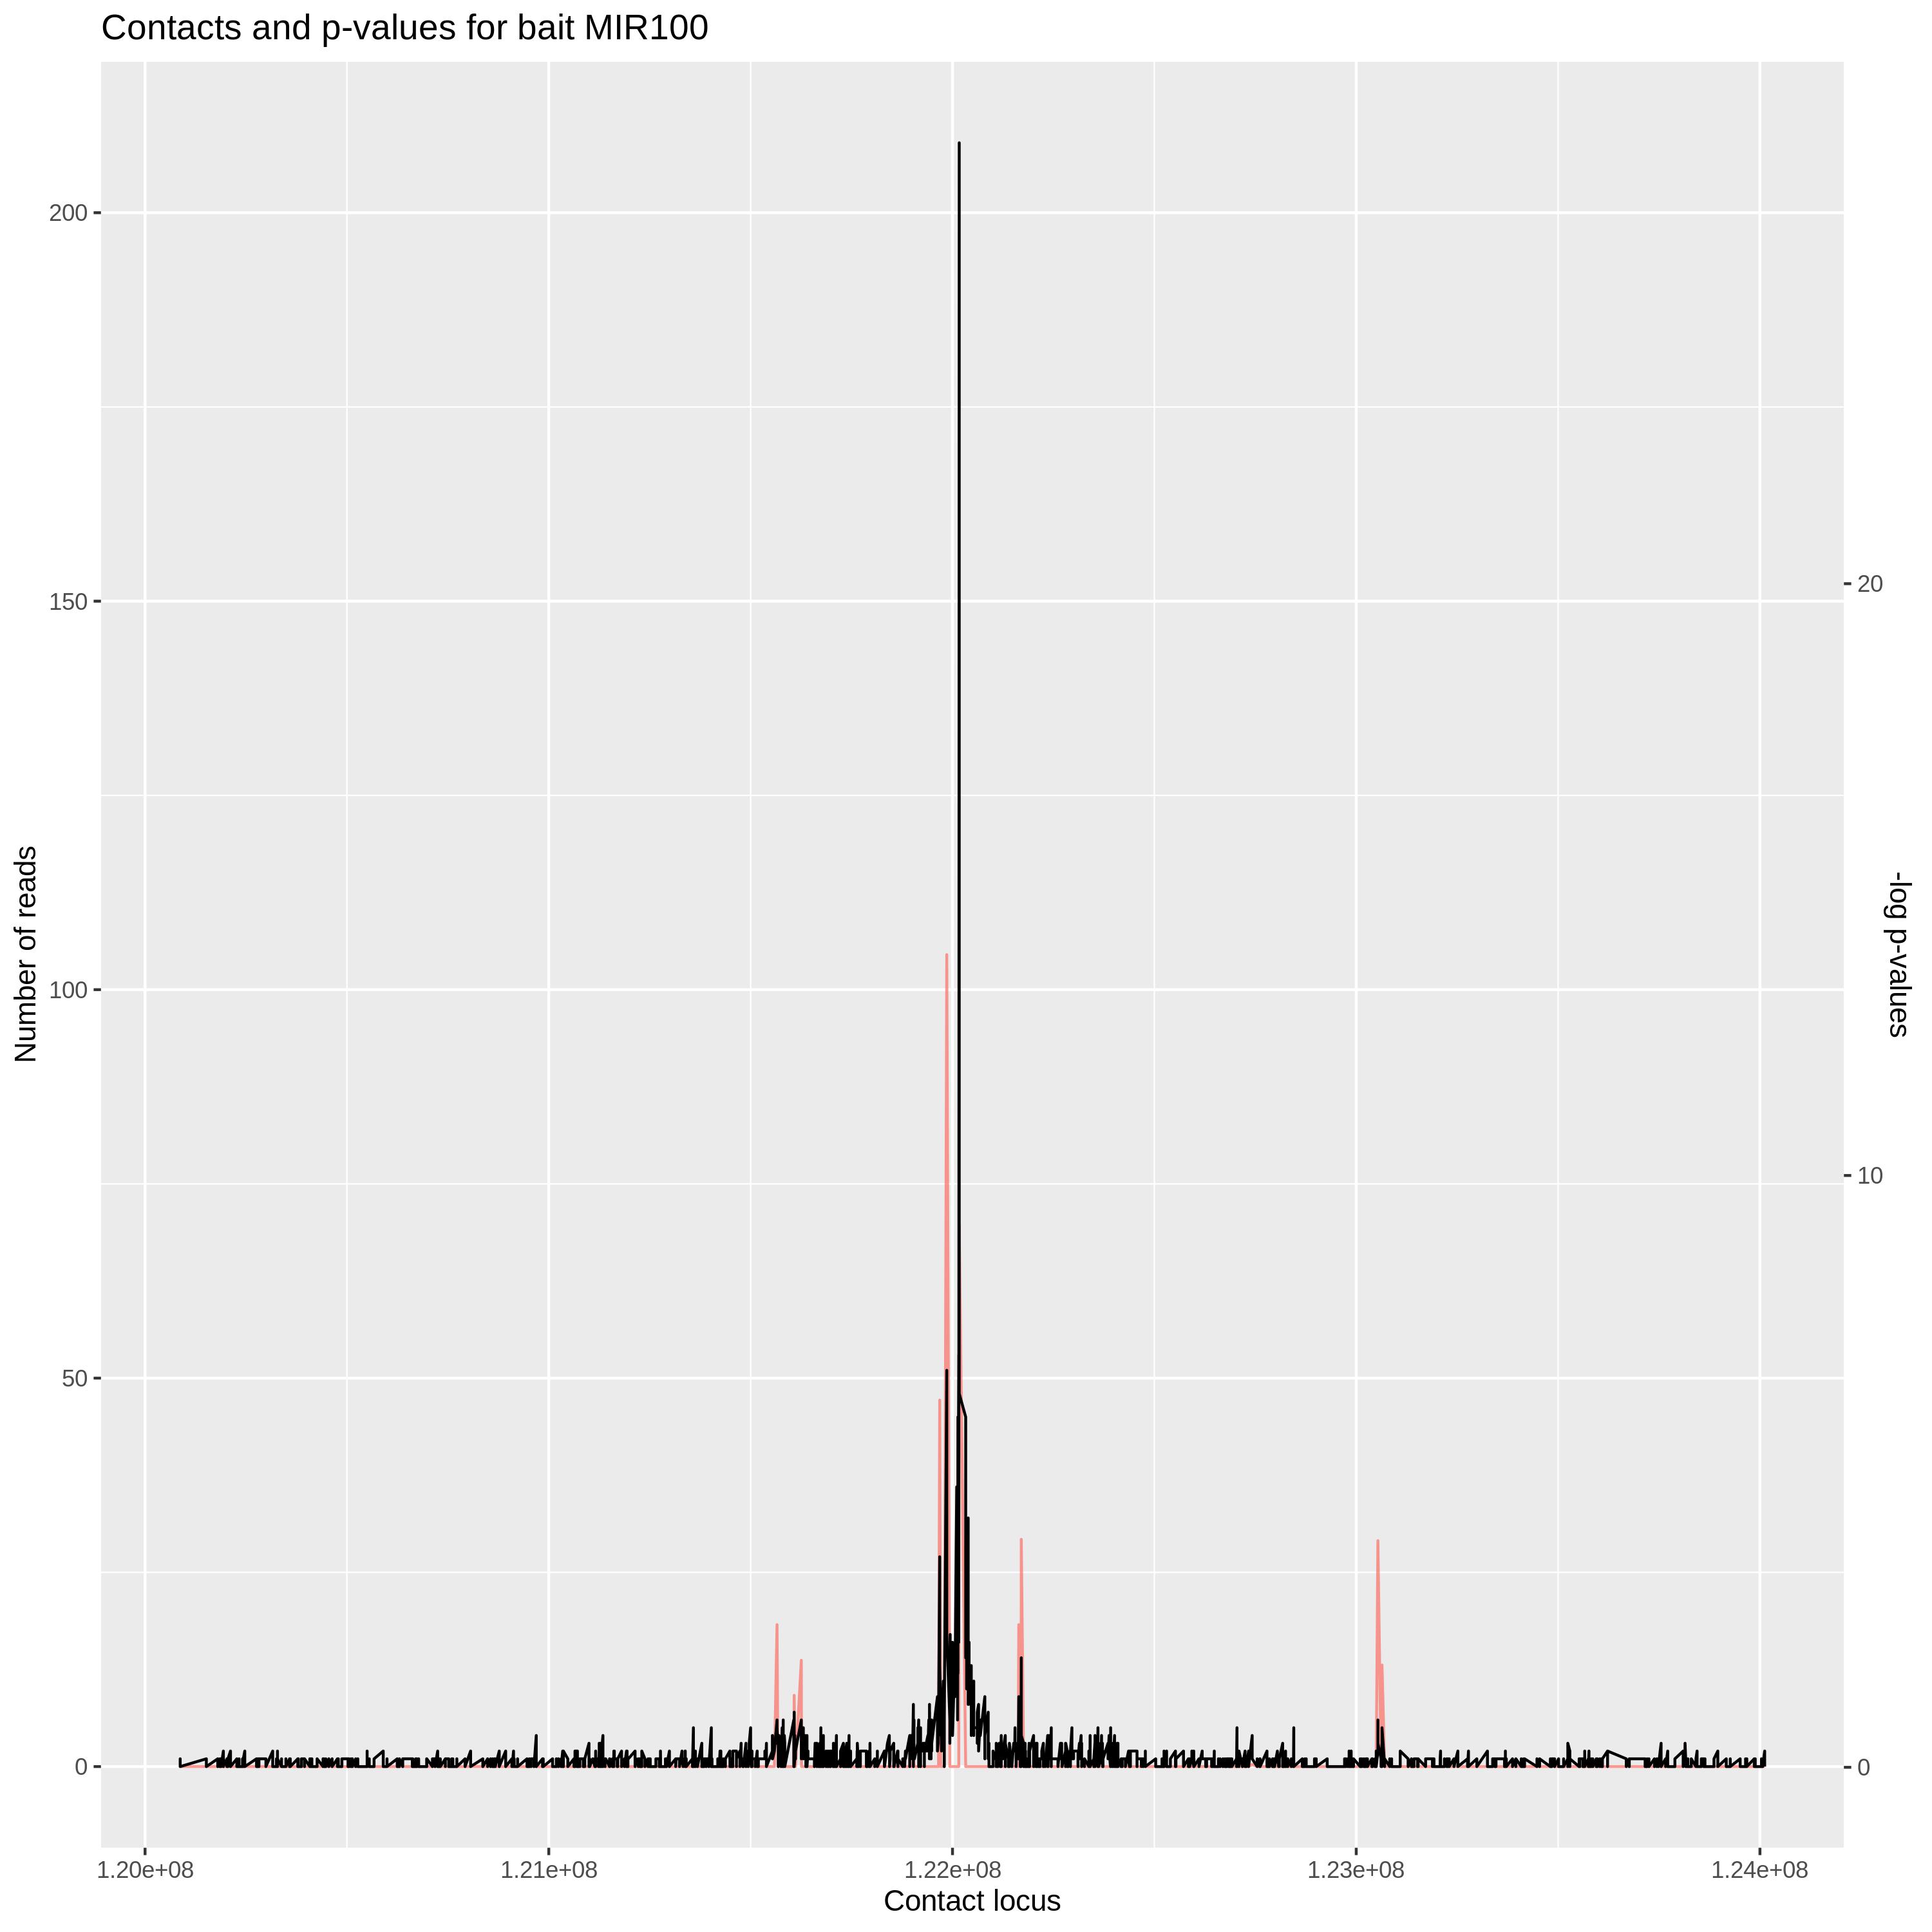 Contacts and p-values for bait MIR100
Number of reads
200
150
100
50
0
20
10
0
-log p-values
1.20e+08
1.21e+08
1.22e+08
1.23e+08
1.24e+08
Contact locus